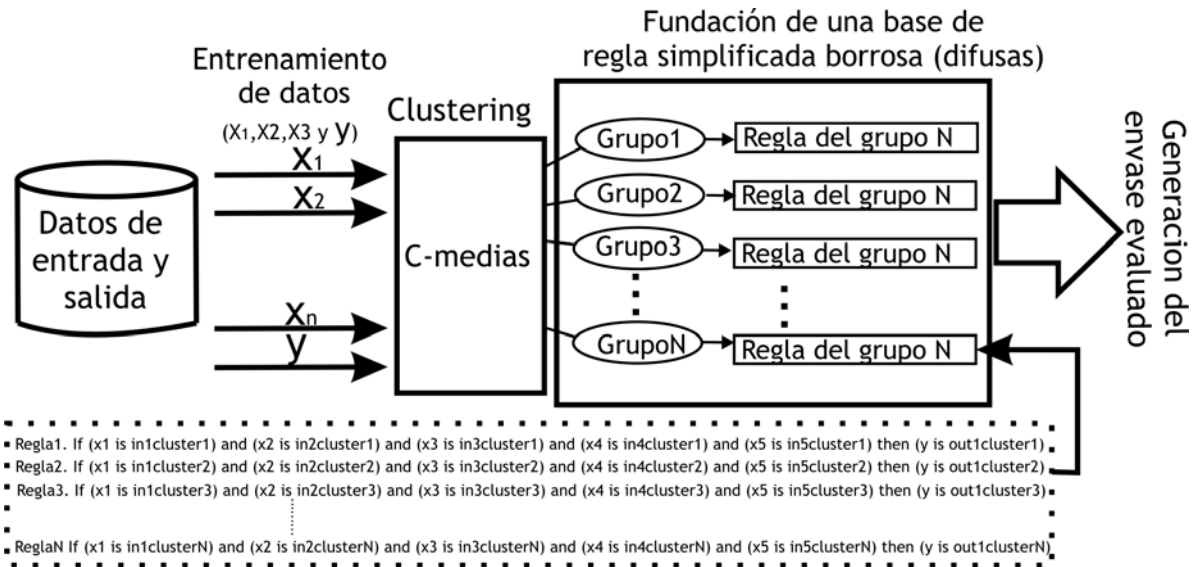 Fundación de una base de
regla simplificada borrosa (difusas)
Entrenamiento
de datos
(X1,X2,X3 y y)
Clustering
X1
X2
Xn
y
Datos de
entrada y
salida
C-medias
Grupo1
Regla del grupo N
Grupo2
Regla del grupo N
Grupo3
Regla del grupo N
GrupoN
Regla del grupo N
Generacion del
envase evaluado
Regla1. If (x1 is in1cluster1) and (x2 is in2cluster1) and (x3 is in3cluster1) and (x4 is in4cluster1) and (x5 is in5cluster1) then (y is out1cluster1)
Regla2. If (x1 is in1cluster2) and (x2 is in2cluster2) and (x3 is in3cluster2) and (x4 is in4cluster2) and (x5 is in5cluster2) then (y is out1cluster2)
Regla3. If (x1 is in1cluster3) and (x2 is in2cluster3) and (x3 is in3cluster3) and (x4 is in4cluster3) and (x5 is in5cluster3) then (y is out1cluster3)
ReglaN If (x1 is in1clusterN) and (x2 is in2clusterN) and (x3 is in3clusterN) and (x4 is in4clusterN) and (x5 is in5clusterN) then (y is out1clusterN)